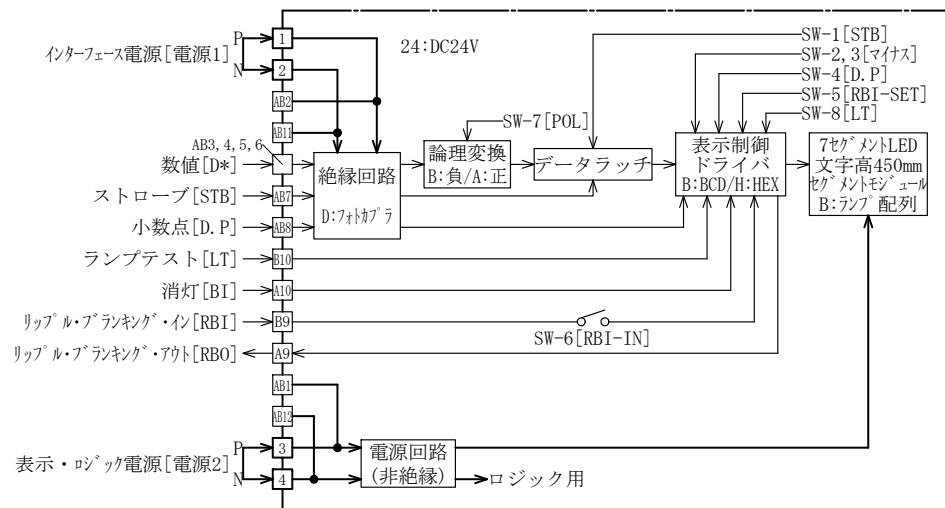 インターフェース電源[電源1]
P
N
1
2
24:DC24V
SW-1[STB]
SW-2,3[マイナス]
SW-4[D.P]
SW-5[RBI-SET]
SW-8[LT]
AB2
AB11
SW-7[POL]
AB3,4,5,6
数値[D*]
ストローブ[STB]
AB7
小数点[D.P]
AB8
絶縁回路
D:フォトカプラ
論理変換
B:負/A:正
データラッチ
表示制御
ドライバ
B:BCD/H:HEX
7セグメントLED
文字高450mm
セグメントモジュール
B:ランプ配列
ランプテスト[LT]
B10
消灯[BI]
A10
リップル・ブランキング・イン[RBI]
B9
SW-6[RBI-IN]
リップル・ブランキング・アウト[RBO]
A9
AB1
AB12
表示・ロジック電源[電源2]
P
N
3
4
電源回路
(非絶縁)
ロジック用